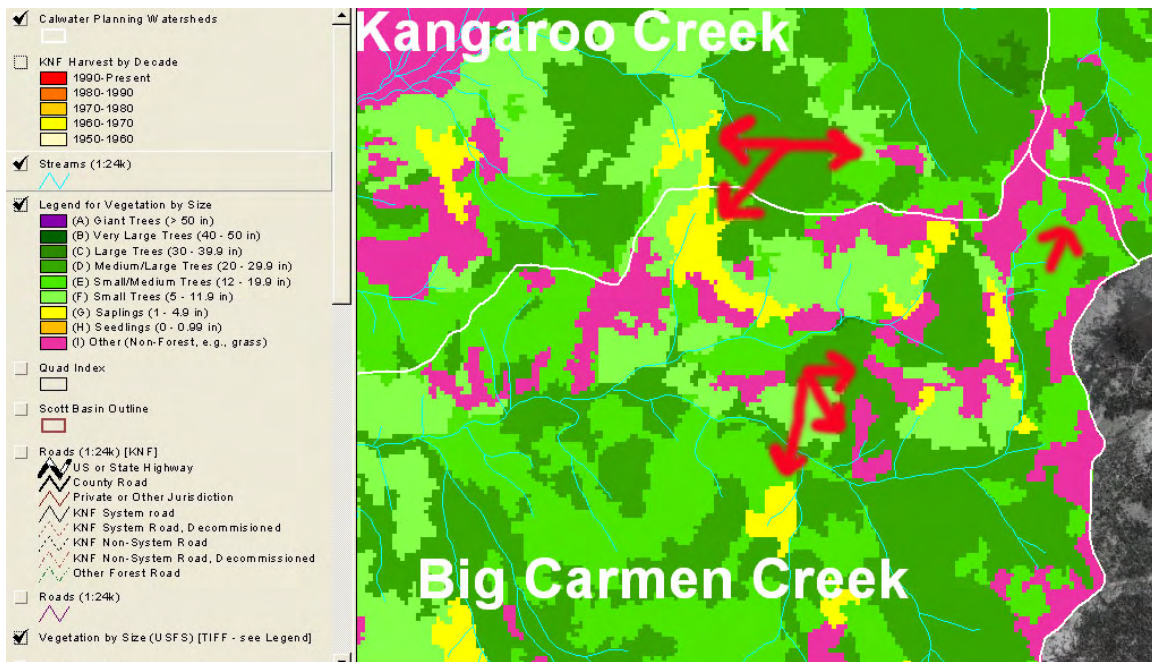 Calwater Planning Watersheds
KNF Harvest by Decade
1990-Present
1980-1990
1970-1980
1960-1970
1950-1960
Streams (1:24k)
Legend for Vegetation by Size
(A) Giant Trees (> 50 in)
(B) Very Large Trees (40 - 50 in)
(C) Large Trees (30 - 39.9 in)
(D) Medium/Large Trees (20 - 29.9 in)
(E) Small/Medium Trees (12 - 19.9 in)
(F) Small Trees (5 - 11.9 in)
(G) Saplings (1 - 4.9 in)
(H) Seedlings (0 - 0.99 in)
(I) Other (Non-Forest, e.g., grass)
Quad Index
Scott Basin Outline
Roads (1:24k) [KNF]
US or State Highway
County Road
Private or Other Jurisdiction
KNF System road
KNF System Road, Decommisioned
KNF Non-System Road
KNF Non-System Road, Decommissioned
Other Forest Road
Roads (1:24k)
Vegetation by Size (USFS) [TIFF - see Legend]
Kangaroo Creek
Big Carmen Creek